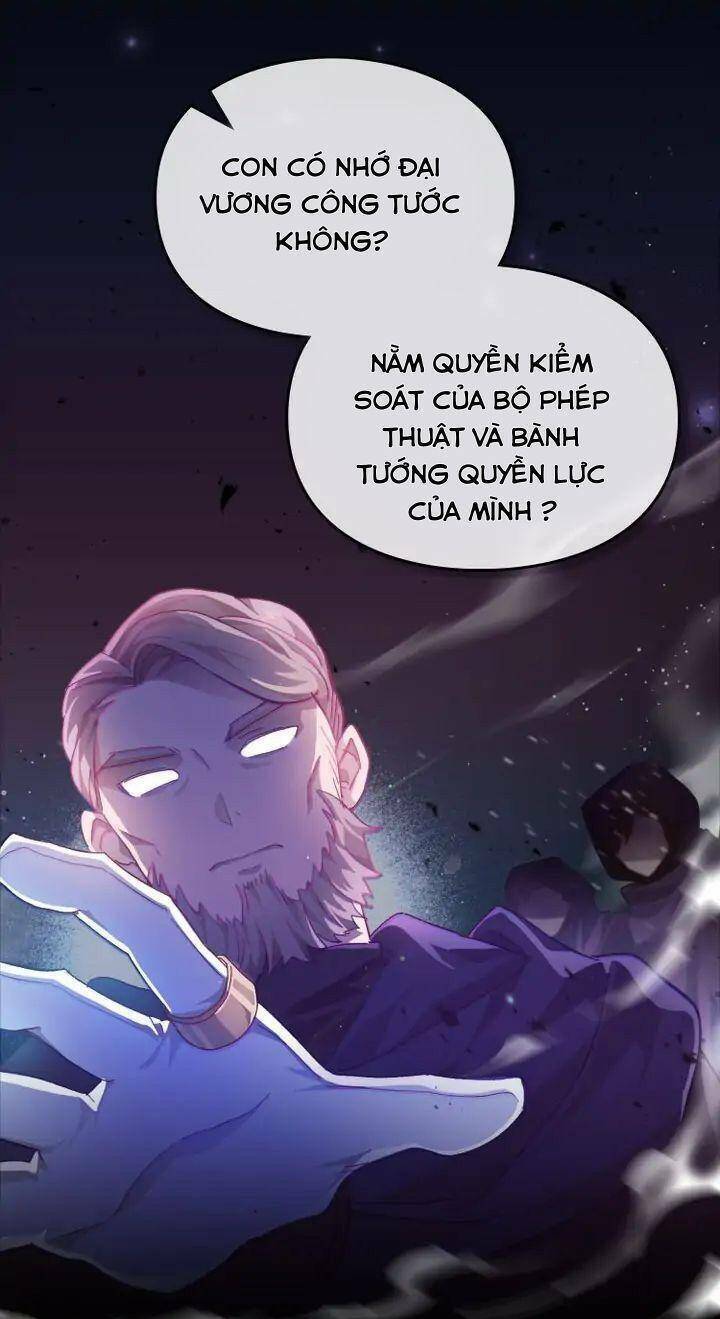 CON CÓ NHỚ ĐẠI
VƯƠNG CÔNG TƯỚC
KHÔNG?
NẰM QUYỀN KIỂM
SOÁT CỦA BỘ PHÉP
THUẬT VÀ BÀNH
TƯỚNG QUYỀN LỰC
CỦA MÌNH ?